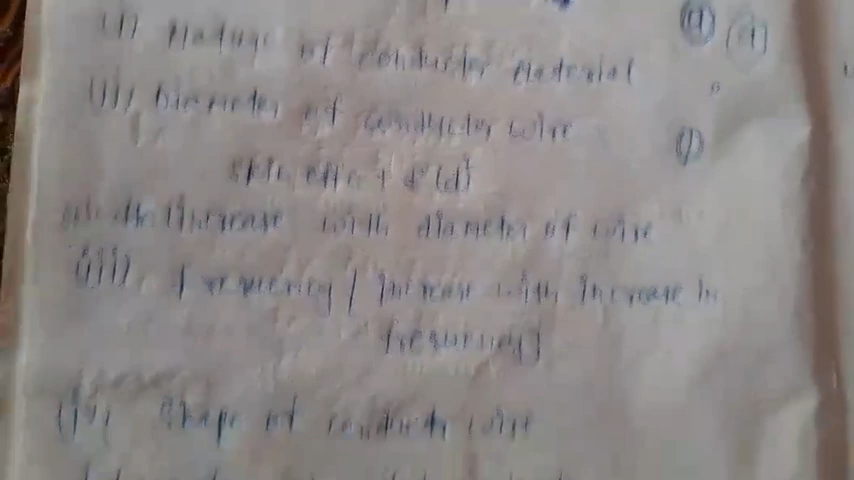 (i) Nature of conductor Material
(ii) Diameter of conductor wire
skin effect α (d)²
Increase with diameter of wire
(iii) Frequency [Increase with Increase in
frequency]
(iv) Shape of conductor wire